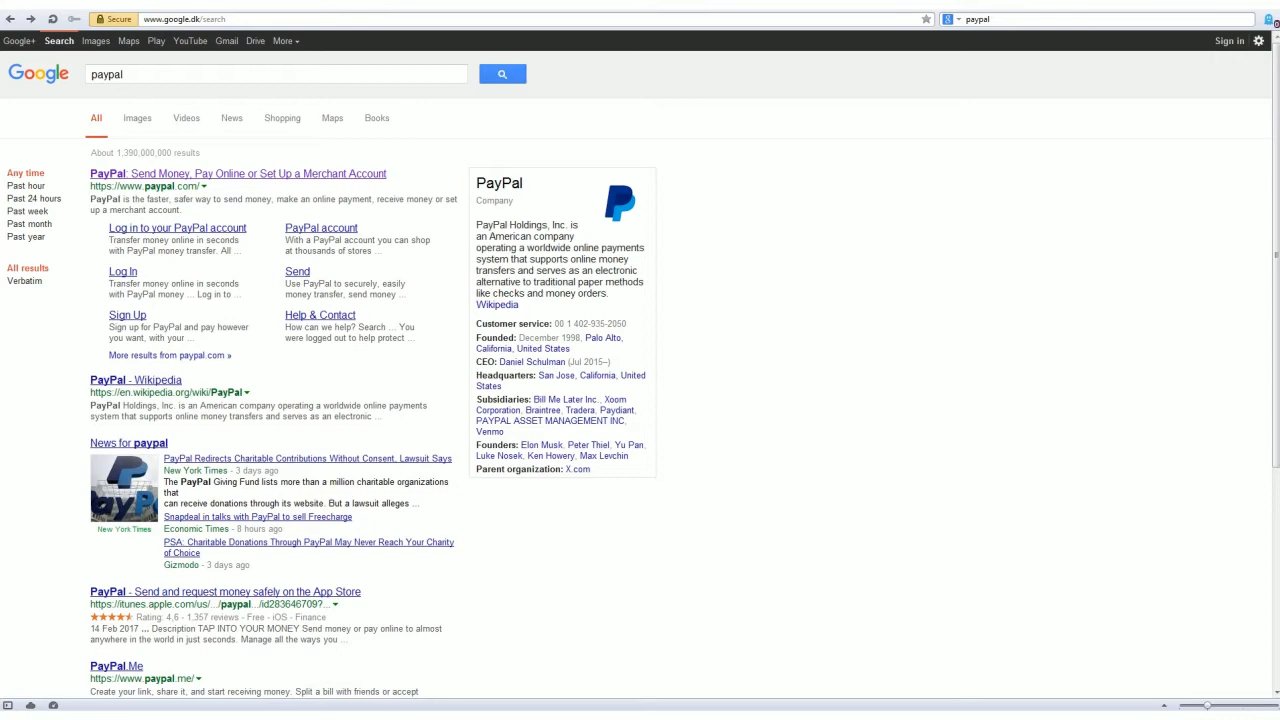 Secure www.google.dk/search paypal
Google+ Search Images Maps Play YouTube Gmail Drive More Sign in
Google paypal
All Images Videos News Shopping Maps Books
About 1,390,000,000 results
Any time
Past hour
Past 24 hours
Past week
Past month
Past year
All results
Verbatim
PayPal: Send Money, Pay Online or Set Up a Merchant Account
https://www.paypal.com/
PayPal is the faster, safer way to send money, make an online payment, receive money or set
up a merchant account.
Log in to your PayPal account
Transfer money online in seconds
with PayPal money transfer. All ...
PayPal account
With a PayPal account you can shop
at thousands of stores ...
Log In
Transfer money online in seconds
with PayPal money ... Log in to ...
Send
Use PayPal to securely, easily
money transfer, send money ...
Sign Up
Sign up for PayPal and pay however
you want, with your ...
Help & Contact
How can we help? Search ... You
were logged out to help protect ...
More results from paypal.com »
PayPal - Wikipedia
https://en.wikipedia.org/wiki/PayPal
PayPal Holdings, Inc. is an American company operating a worldwide online payments
system that supports online money transfers and serves as an electronic ...
News for paypal
PayPal Redirects Charitable Contributions Without Consent, Lawsuit Says
New York Times - 3 days ago
The PayPal Giving Fund lists more than a million charitable organizations
that
can receive donations through its website. But a lawsuit alleges ...
New York Times
Snapdeal in talks with PayPal to sell Freecharge
Economic Times - 8 hours ago
PSA: Charitable Donations Through PayPal May Never Reach Your Charity
of Choice
Gizmodo - 3 days ago
PayPal - Send and request money safely on the App Store
https://itunes.apple.com/us/.../paypal.../id283646709?...
Rating: 4,6 - 1,357 reviews - Free - iOS - Finance
14 Feb 2017 ... Description TAP INTO YOUR MONEY Send money or pay online to almost
anywhere in the world in just seconds. Manage all the ways you ...
PayPal.Me
https://www.paypal.me/
Create your link, share it, and start receiving money. Split a bill with friends or accept
PayPal
Company
PayPal Holdings, Inc. is
an American company
operating a worldwide online payments
system that supports online money
transfers and serves as an electronic
alternative to traditional paper methods
like checks and money orders.
Wikipedia
Customer service: 00 1 402-935-2050
Founded: December 1998, Palo Alto,
California, United States
CEO: Daniel Schulman (Jul 2015–)
Headquarters: San Jose, California, United
States
Subsidiaries: Bill Me Later Inc., Xoom
Corporation, Braintree, Tradera, Paydiant,
PAYPAL ASSET MANAGEMENT INC,
Venmo
Founders: Elon Musk, Peter Thiel, Yu Pan,
Luke Nosek, Ken Howery, Max Levchin
Parent organization: X.com